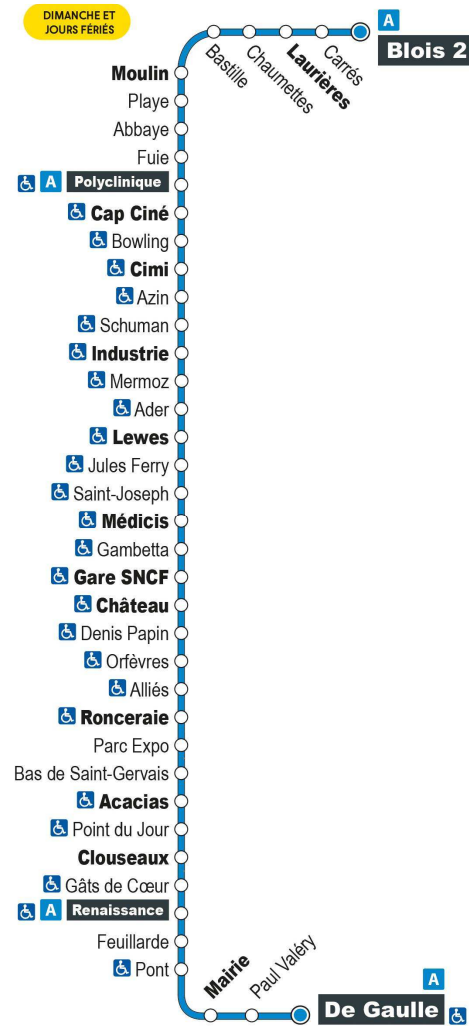 DIMANCHE ET
JOURS FÉRIÉS
A
Blois 2
Carrés
Laurières
Chaumettes
Bastille
Moulin
Playe
Abbaye
Fuie
A Polyclinique
Cap Ciné
Bowling
Cimi
Azin
Schuman
Industrie
Mermoz
Ader
Lewes
Jules Ferry
Saint-Joseph
Médicis
Gambetta
Gare SNCF
Château
Denis Papin
Orfèvres
Alliés
Ronceraie
Parc Expo
Bas de Saint-Gervais
Acacias
Point du Jour
Clouseaux
Gâts de Cœur
A Renaissance
Feuillarde
Pont
Mairie
Paul Valéry
A
De Gaulle